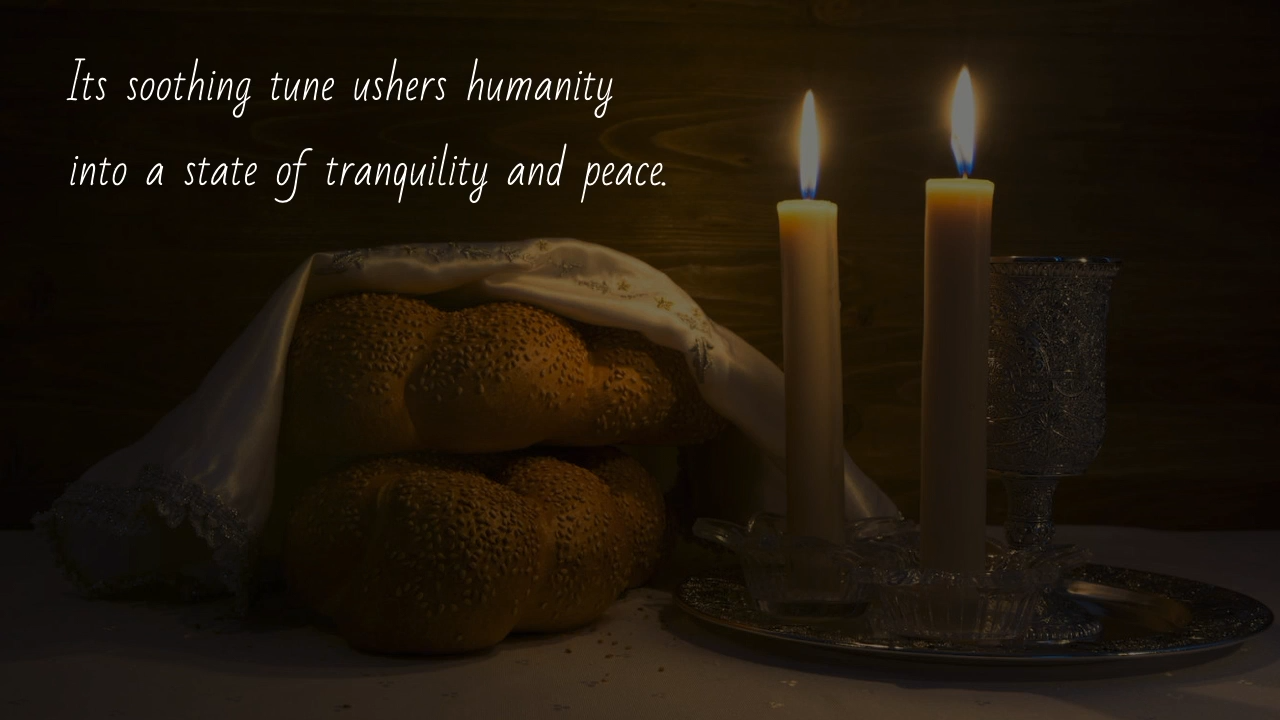 Its soothing tune ushers humanity
into a state of tranquility and peace.